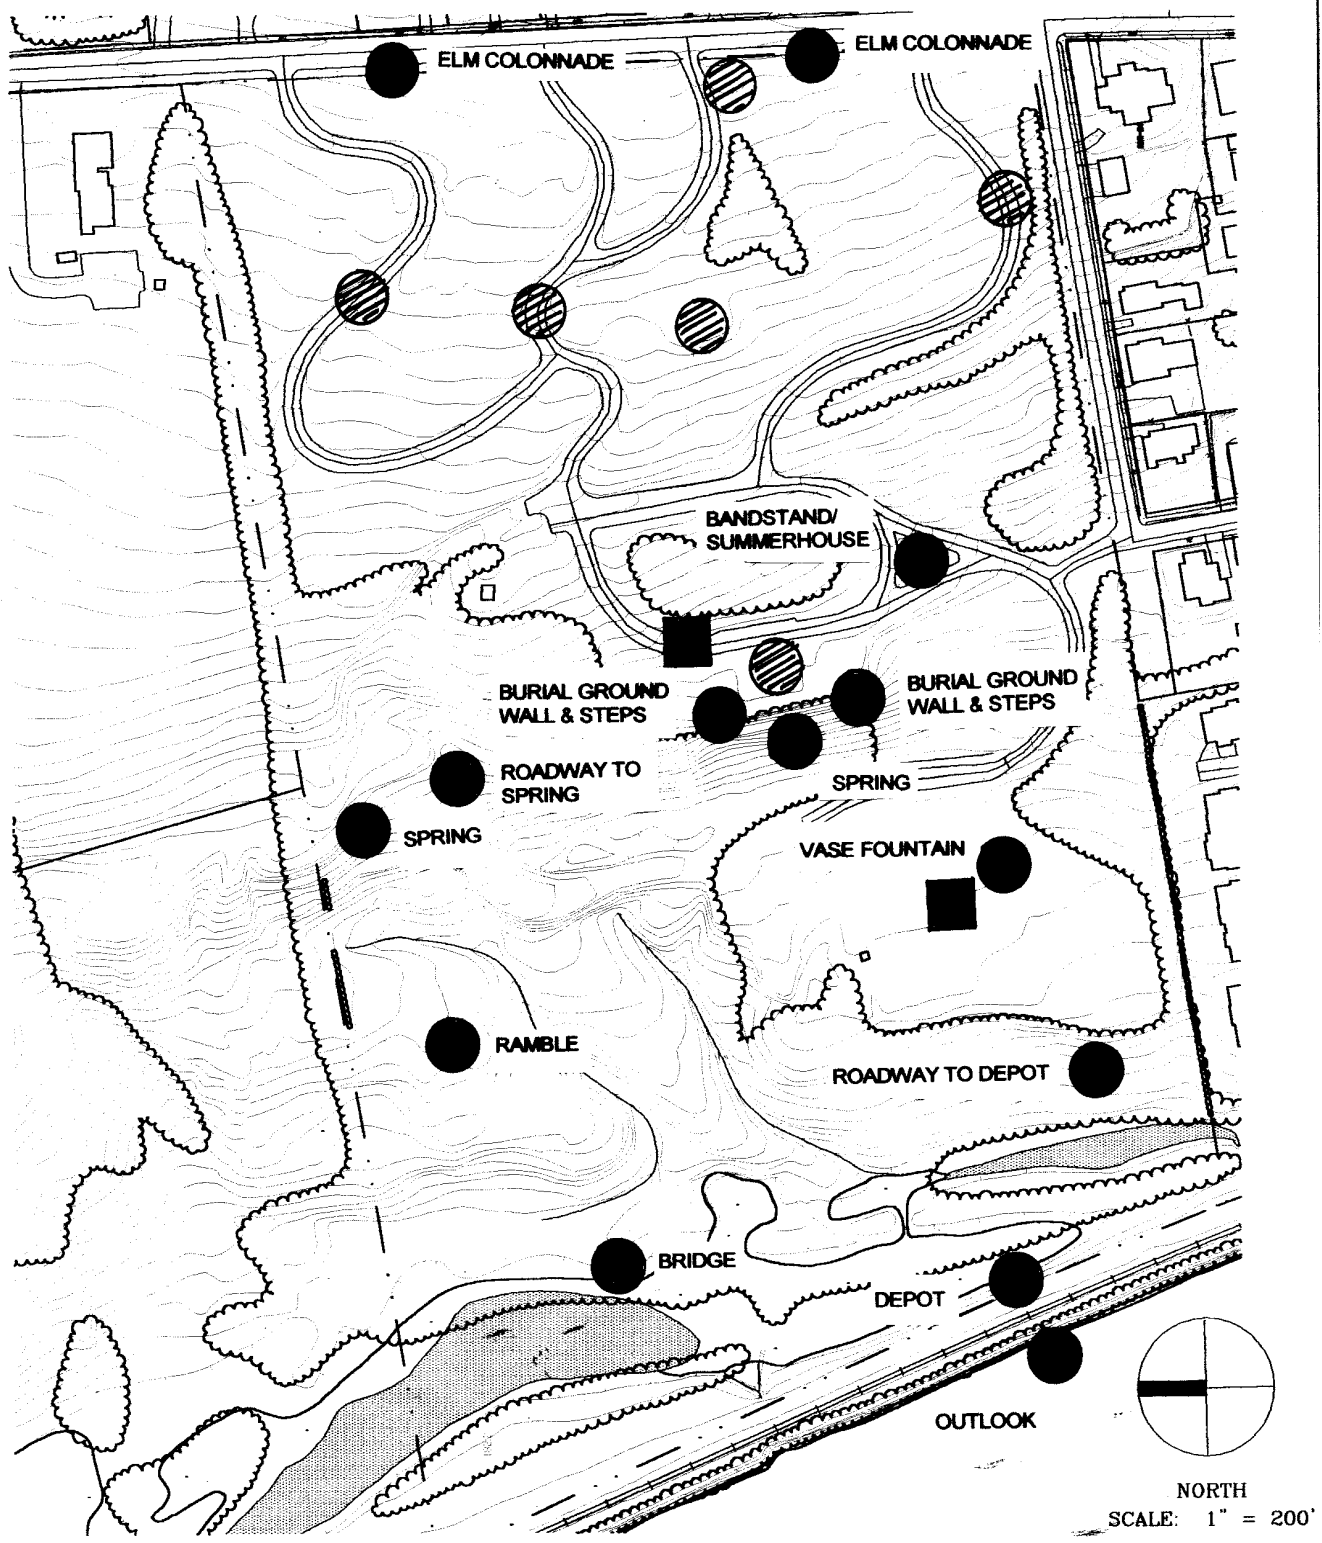 ELM COLONNADE
ELM COLONNADE
BANDSTAND/
SUMMERHOUSE
BURIAL GROUND
WALL & STEPS
BURIAL GROUND
WALL & STEPS
ROADWAY TO
SPRING
SPRING
SPRING
VASE FOUNTAIN
RAMBLE
ROADWAY TO DEPOT
BRIDGE
DEPOT
OUTLOOK
NORTH
SCALE: 1" = 200'